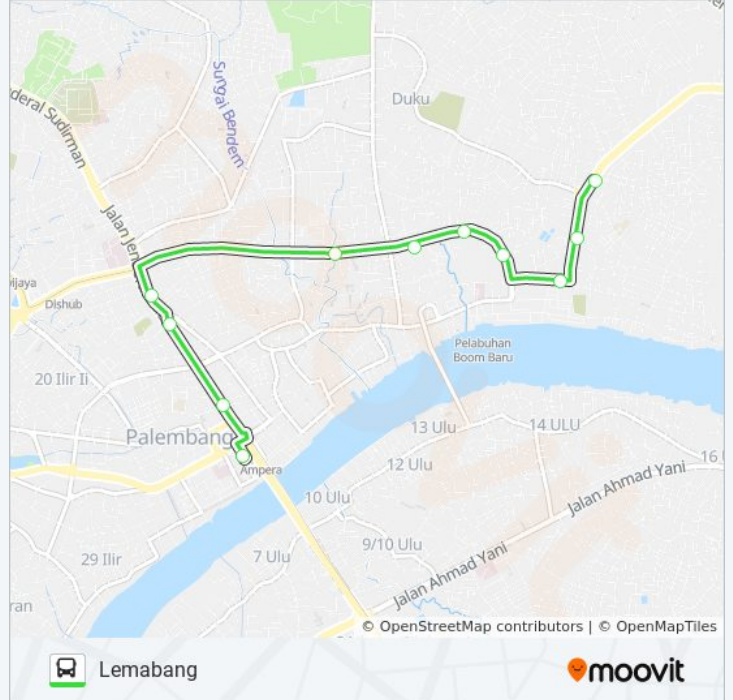 Sungai Bendem
Duku
deral Sudirman
Jalan Jen
ijaya
Dishub
Pelabuhan
Boom Baru
20 Ilir Ii
Palembang
13 Ulu
14 ULU
Ampera
12 Ulu
16
Jalan Ahmad Yani
10 Ulu
29 Ilir
7 Ulu
9/10 Ulu
Jalan Ahmad Yani
ran
© OpenStreetMap contributors | © OpenMapTiles
Lemabang
moovit